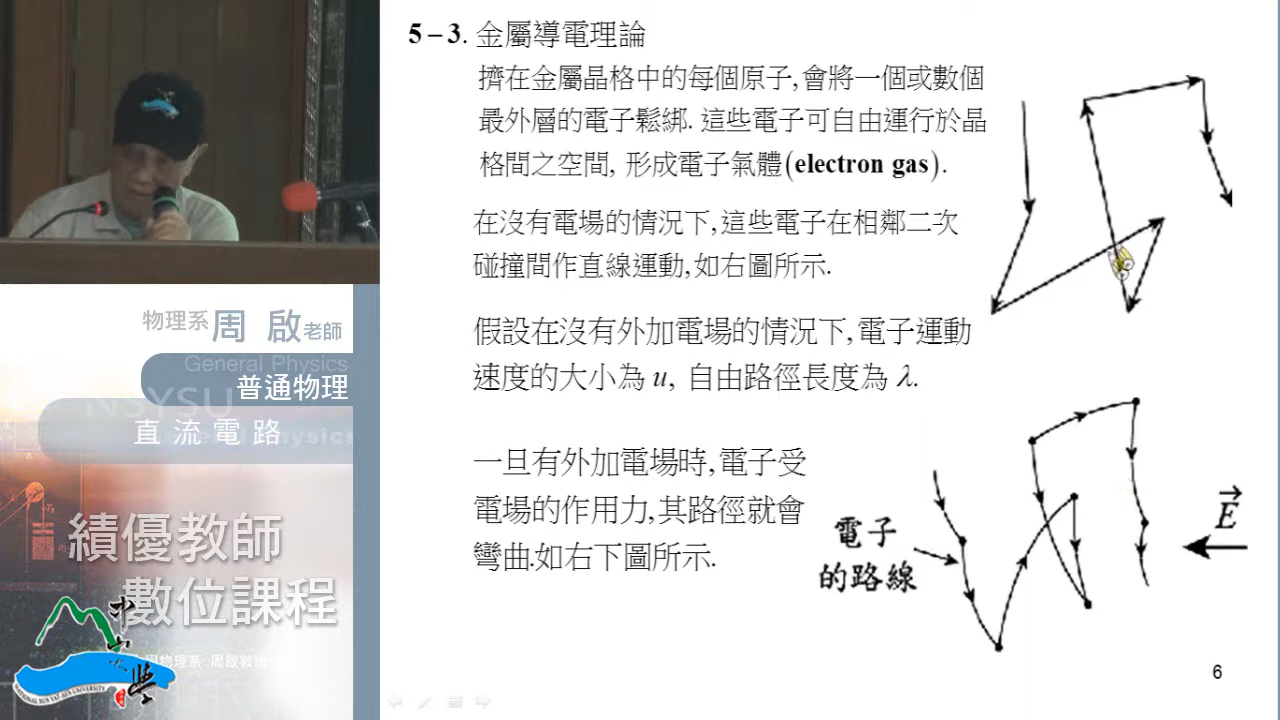 5－3. 金屬導電理論
擠在金屬晶格中的每個原子,會將一個或數個
最外層的電子鬆綁. 這些電子可自由運行於晶
格間之空間, 形成電子氣體(electron gas).
在沒有電場的情況下,這些電子在相鄰二次
碰撞間作直線運動,如右圖所示.
假設在沒有外加電場的情況下,電子運動
速度的大小為 u, 自由路徑長度為 λ.
一旦有外加電場時,電子受
電場的作用力,其路徑就會
彎曲.如右下圖所示.
電子
的路線
E
6
物理系 周 啟 老師
General Physics
普通物理
NSYSU
直流電路
績優教師
數位課程